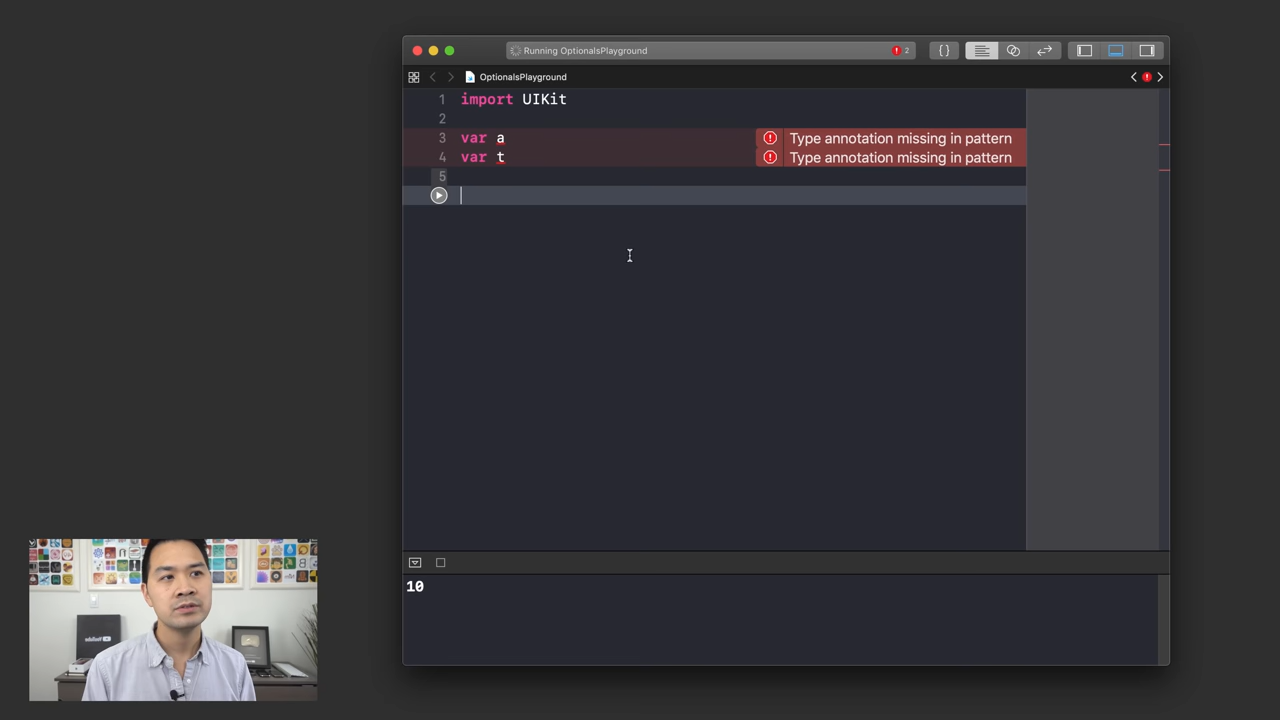 Running OptionalsPlayground
2
{}
OptionalsPlayground
1 import UIKit
2
3 var a Type annotation missing in pattern
4 var t Type annotation missing in pattern
5
10
YouTube